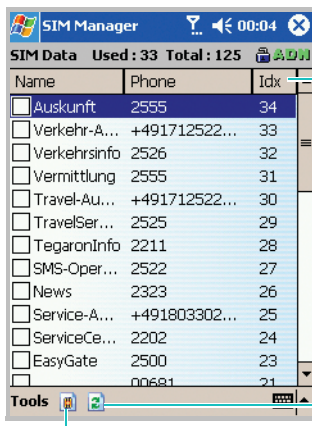 SIM Manager 00:04
SIM Data Used : 33 Total : 125 ADN
Name Phone Idx
Auskunft 2555 34
Verkehr-A... +491712522... 33
Verkehrsinfo 2526 32
Vermittlung 2555 31
Travel-Au... +491712522... 30
TravelSer... 2525 29
TegaronInfo 2211 28
SMS-Oper... 2522 27
News 2323 26
Service-A... +491803302... 25
ServiceCe... 2202 24
EasyGate 2500 23
00681 21
Tools